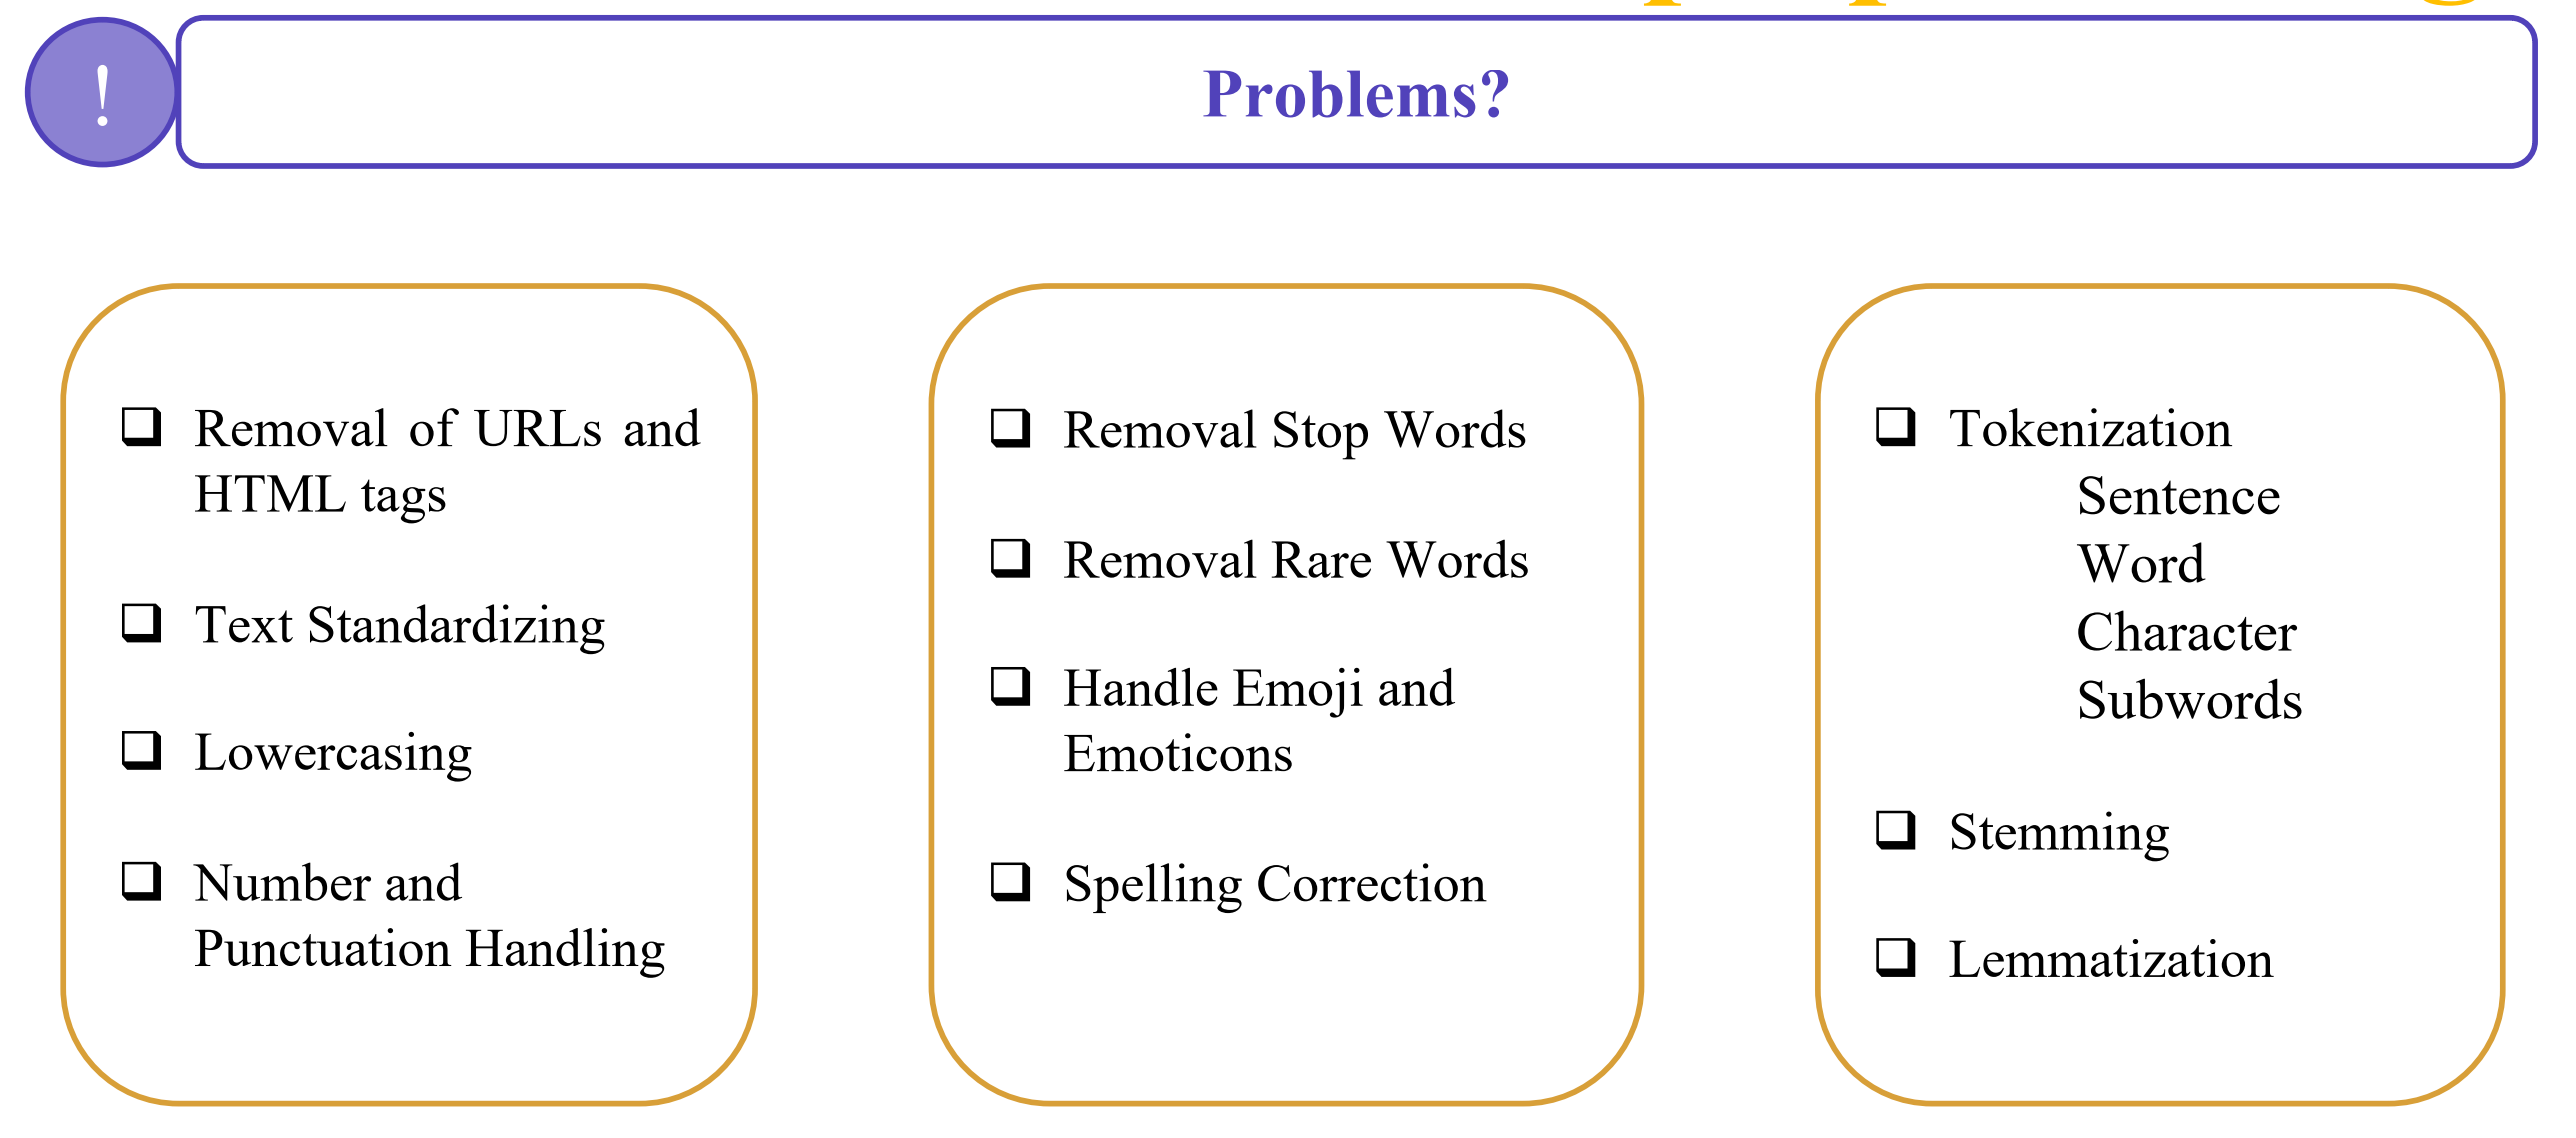 !
Problems?
Removal of URLs and
HTML tags
Text Standardizing
Lowercasing
Number and
Punctuation Handling
Removal Stop Words
Removal Rare Words
Handle Emoji and
Emoticons
Spelling Correction
Tokenization
Sentence
Word
Character
Subwords
Stemming
Lemmatization